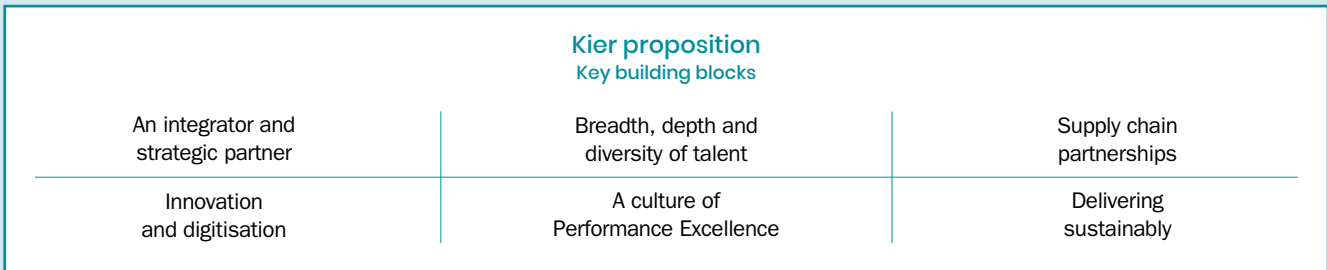 Kier proposition
Key building blocks
An integrator and
strategic partner
Breadth, depth and
diversity of talent
Supply chain
partnerships
Innovation
and digitisation
A culture of
Performance Excellence
Delivering
sustainably